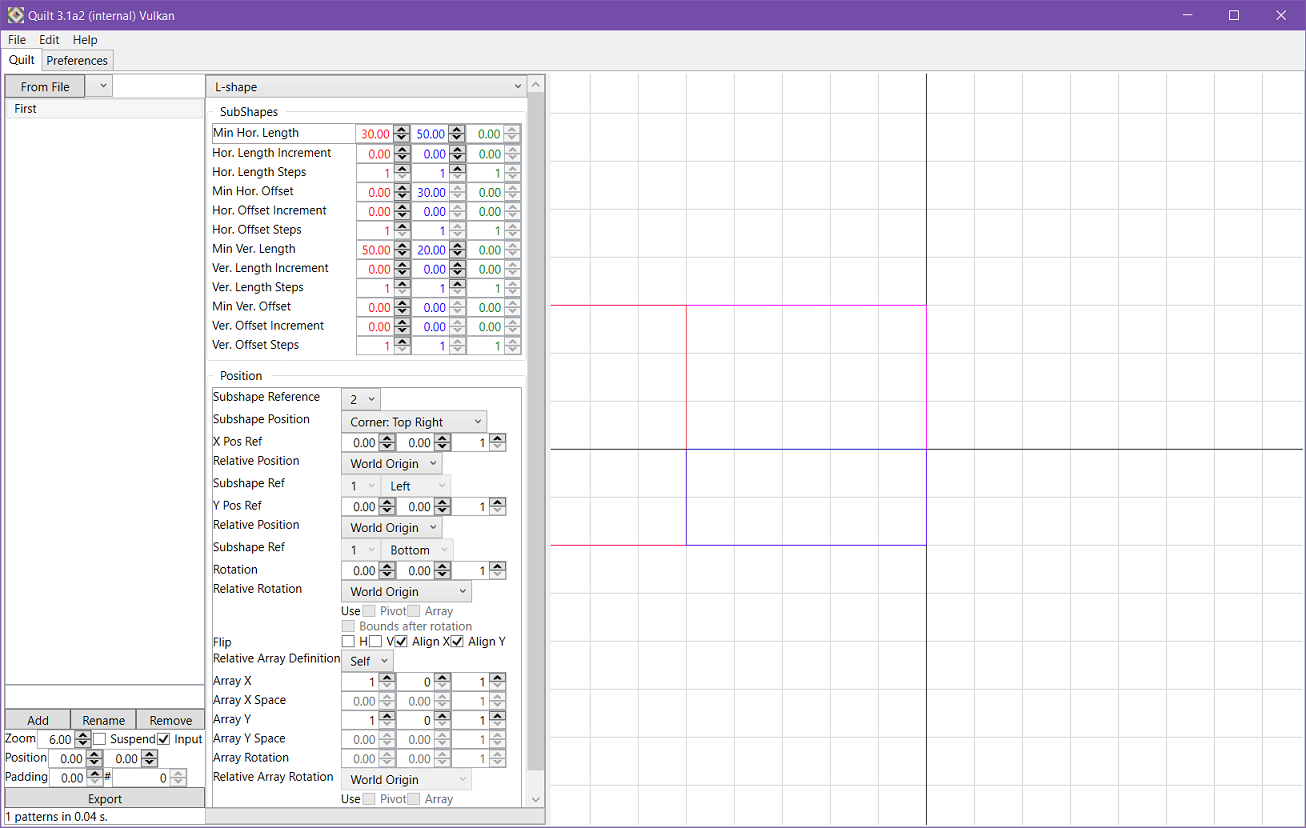 Quilt 3.1a2 (internal) Vulkan
File Edit Help
Quilt Preferences
From File
First
L-shape
SubShapes
Min Hor. Length 30.00 50.00 0.00
Hor. Length Increment 0.00 0.00 0.00
Hor. Length Steps 1 1 1
Min Hor. Offset 0.00 30.00 0.00
Hor. Offset Increment 0.00 0.00 0.00
Hor. Offset Steps 1 1 1
Min Ver. Length 50.00 20.00 0.00
Ver. Length Increment 0.00 0.00 0.00
Ver. Length Steps 1 1 1
Min Ver. Offset 0.00 0.00 0.00
Ver. Offset Increment 0.00 0.00 0.00
Ver. Offset Steps 1 1 1
Position
Subshape Reference 2
Subshape Position Corner: Top Right
X Pos Ref 0.00 0.00 1
Relative Position World Origin
Subshape Ref 1 Left
Y Pos Ref 0.00 0.00 1
Relative Position World Origin
Subshape Ref 1 Bottom
Rotation 0.00 0.00 1
Relative Rotation World Origin
Use Pivot Array
Bounds after rotation
Flip H V Align X Align Y
Relative Array Definition Self
Array X 1 0 1
Array X Space 0.00 0.00 1
Array Y 1 0 1
Array Y Space 0.00 0.00 1
Array Rotation 0.00 0.00 1
Relative Array Rotation World Origin
Use Pivot Array
Add Rename Remove
Zoom 6.00 Suspend Input
Position 0.00 0.00
Padding 0.00 # 0
Export
1 patterns in 0.04 s.